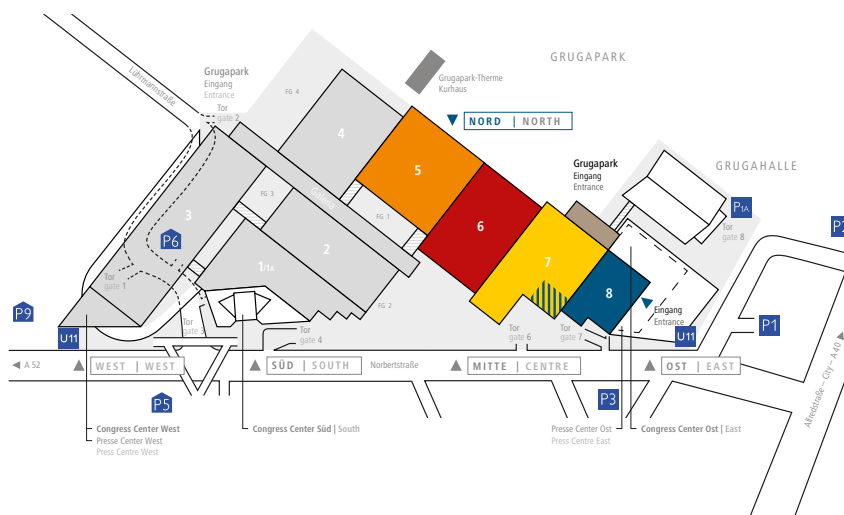 GRUGAPARK
Lührmannstraße
Grugapark
Eingang
Entrance
Tor
gate 2
FG 4
Grugapark-Therme
Kurhaus
NORD | NORTH
4
5
Grugapark
Eingang
Entrance
GRUGAHALLE
Galeria
FG 3
FG 1
3
P6
2
6
7
P1A
Tor
gate 8
1/1A
Tor
gate 1
FG 2
8
Eingang
Entrance
P9
U11
Tor
gate 3
Tor
gate 4
Tor
gate 6
Tor
gate 7
U11
P1
A 52
WEST | WEST
SÜD | SOUTH
Norbertstraße
MITTE | CENTRE
OST | EAST
Alfredstraße – City – A 40
P5
P3
Congress Center West
Presse Center West
Press Centre West
Congress Center Süd | South
Presse Center Ost
Press Centre East
Congress Center Ost | East